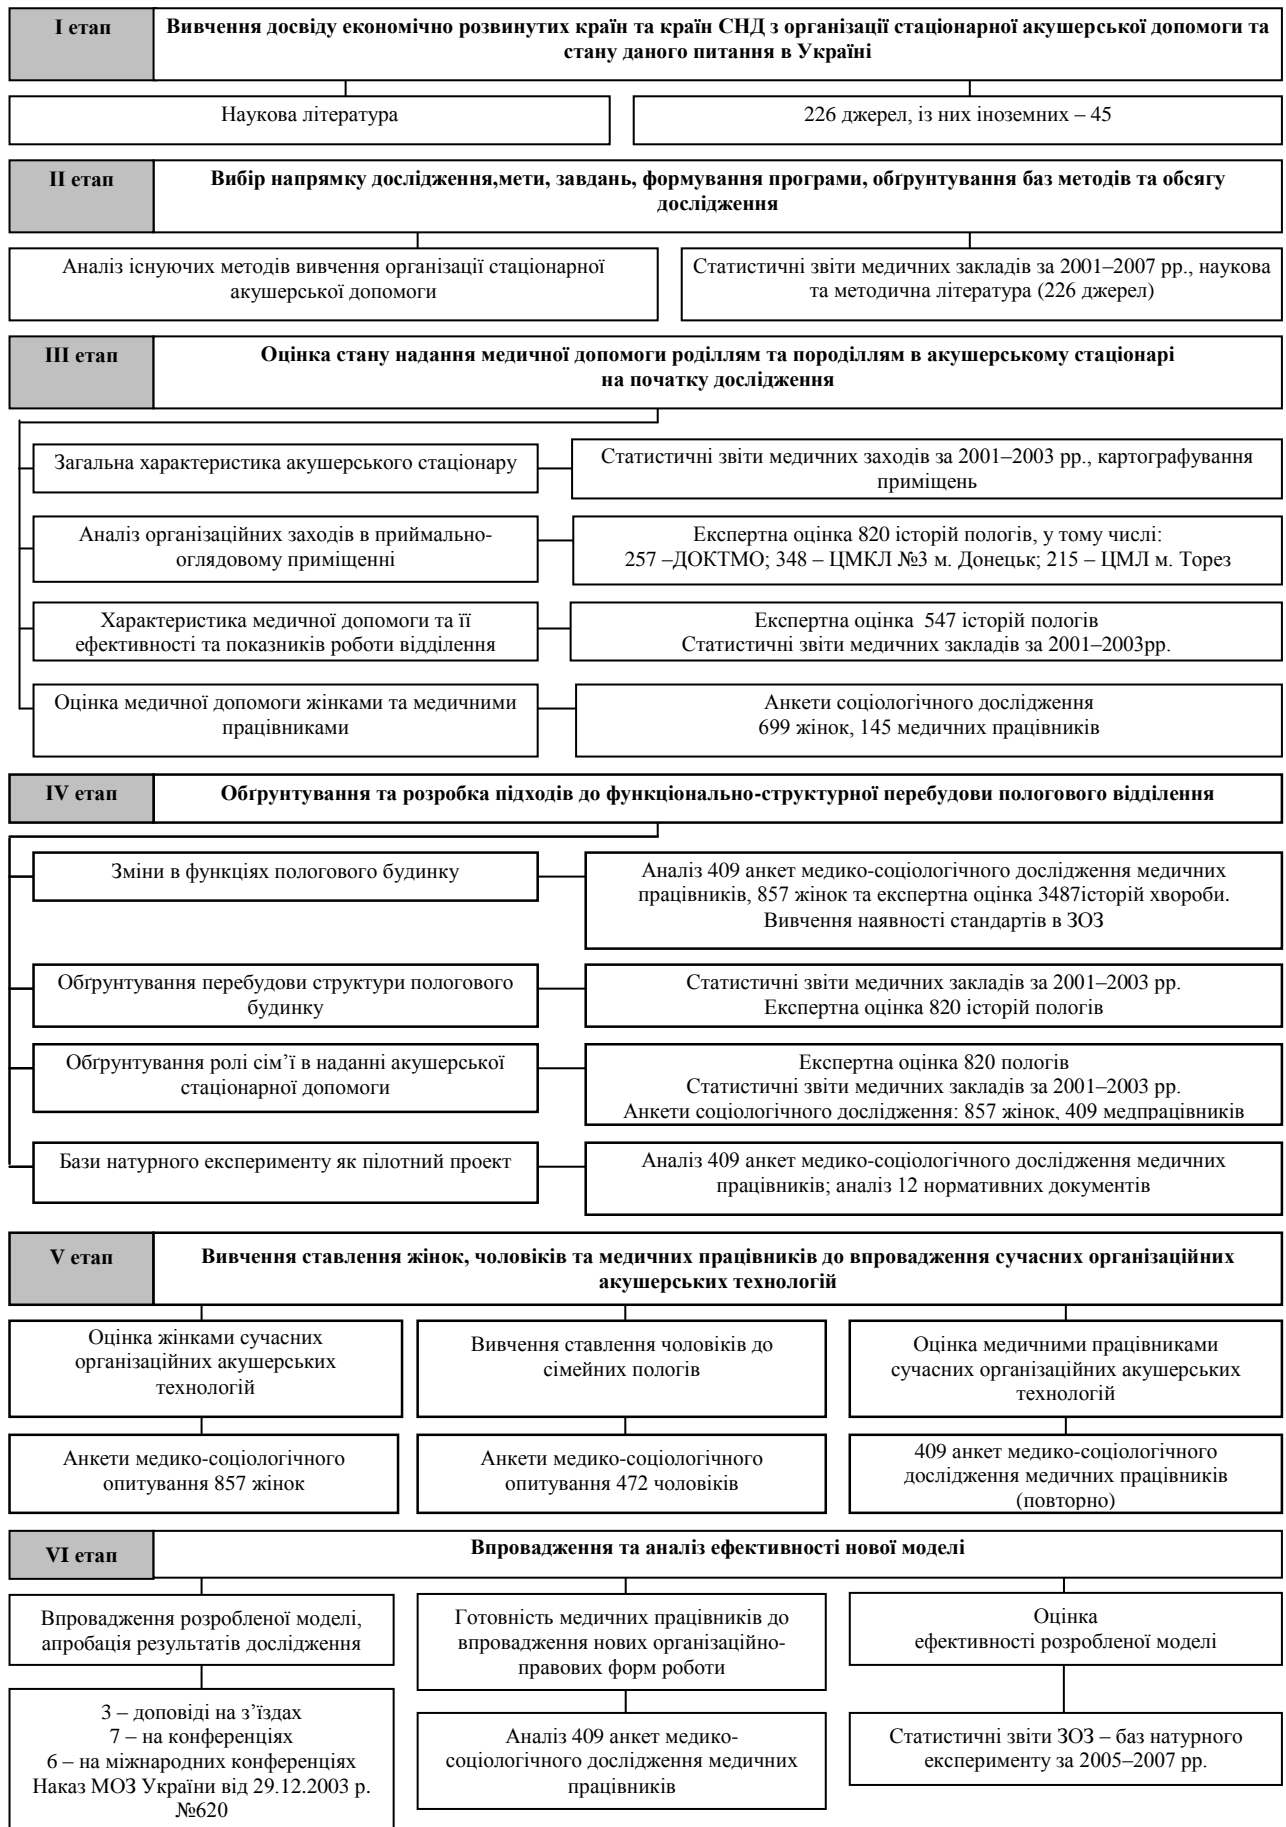 I етап
Вивчення досвіду економічно розвинутих країн та країн СНД з організації стаціонарної акушерської допомоги та
стану даного питання в Україні
Наукова література
226 джерел, із них іноземних – 45
II етап
Вибір напрямку дослідження,мети, завдань, формування програми, обґрунтування баз методів та обсягу
дослідження
Аналіз існуючих методів вивчення організації стаціонарної
акушерської допомоги
Статистичні звіти медичних закладів за 2001–2007 рр., наукова
та методична література (226 джерел)
III етап
Оцінка стану надання медичної допомоги роділлям та породіллям в акушерському стаціонарі
на початку дослідження
Загальна характеристика акушерського стаціонару
Статистичні звіти медичних заходів за 2001–2003 рр., картографування
приміщень
Аналіз організаційних заходів в приймально-
оглядовому приміщенні
Експертна оцінка 820 історій пологів, у тому числі:
257 –ДОКТМО; 348 – ЦМКЛ №3 м. Донецьк; 215 – ЦМЛ м. Торез
Характеристика медичної допомоги та її
ефективності та показників роботи відділення
Експертна оцінка  547 історій пологів
Статистичні звіти медичних закладів за 2001–2003рр.
Оцінка медичної допомоги жінками та медичними
працівниками
Анкети соціологічного дослідження
699 жінок, 145 медичних працівників
IV етап
Обґрунтування та розробка підходів до функціонально-структурної перебудови пологового відділення
Зміни в функціях пологового будинку
Аналіз 409 анкет медико-соціологічного дослідження медичних
працівників, 857 жінок та експертна оцінка 3487історій хвороби.
Вивчення наявності стандартів в ЗОЗ
Обґрунтування перебудови структури пологового
будинку
Статистичні звіти медичних закладів за 2001–2003 рр.
Експертна оцінка 820 історій пологів
Обґрунтування ролі сім’ї в наданні акушерської
стаціонарної допомоги
Експертна оцінка 820 пологів
Статистичні звіти медичних закладів за 2001–2003 рр.
Анкети соціологічного дослідження: 857 жінок, 409 медпрацівників
Бази натурного експерименту як пілотний проект
Аналіз 409 анкет медико-соціологічного дослідження медичних
працівників; аналіз 12 нормативних документів
V етап
Вивчення ставлення жінок, чоловіків та медичних працівників до впровадження сучасних організаційних
акушерських технологій
Оцінка жінками сучасних
організаційних акушерських
технологій
Вивчення ставлення чоловіків до
сімейних пологів
Оцінка медичними працівниками
сучасних організаційних акушерських
технологій
Анкети медико-соціологічного
опитування 857 жінок
Анкети медико-соціологічного
опитування 472 чоловіків
409 анкет медико-соціологічного
дослідження медичних працівників
(повторно)
VI етап
Впровадження та аналіз ефективності нової моделі
Впровадження розробленої моделі,
апробація результатів дослідження
Готовність медичних працівників до
впровадження нових організаційно-
правових форм роботи
Оцінка
ефективності розробленої моделі
3 – доповіді на з’їздах
7 – на конференціях
6 – на міжнародних конференціях
Наказ МОЗ України від 29.12.2003 р.
№620
Аналіз 409 анкет медико-
соціологічного дослідження медичних
працівників
Статистичні звіти ЗОЗ – баз натурного
експерименту за 2005–2007 рр.